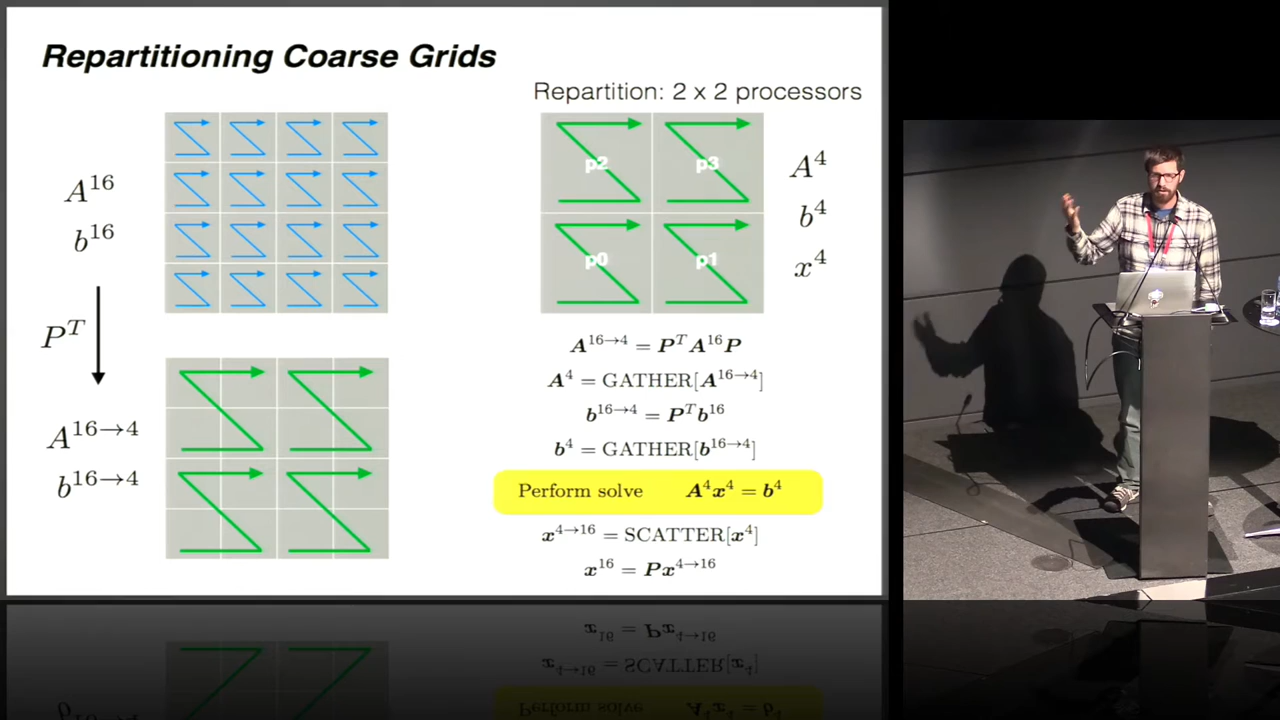 Repartitioning Coarse Grids
Repartition: 2 x 2 processors
A^16
b^16
P^T
A^16→4
b^16→4
p2
p3
p0
p1
A^4
b^4
x^4
A^16→4 = P^T A^16 P
A^4 = GATHER[A^16→4]
b^16→4 = P^T b^16
b^4 = GATHER[b^16→4]
Perform solve A^4 x^4 = b^4
x^4→16 = SCATTER[x^4]
x^16 = Px^4→16